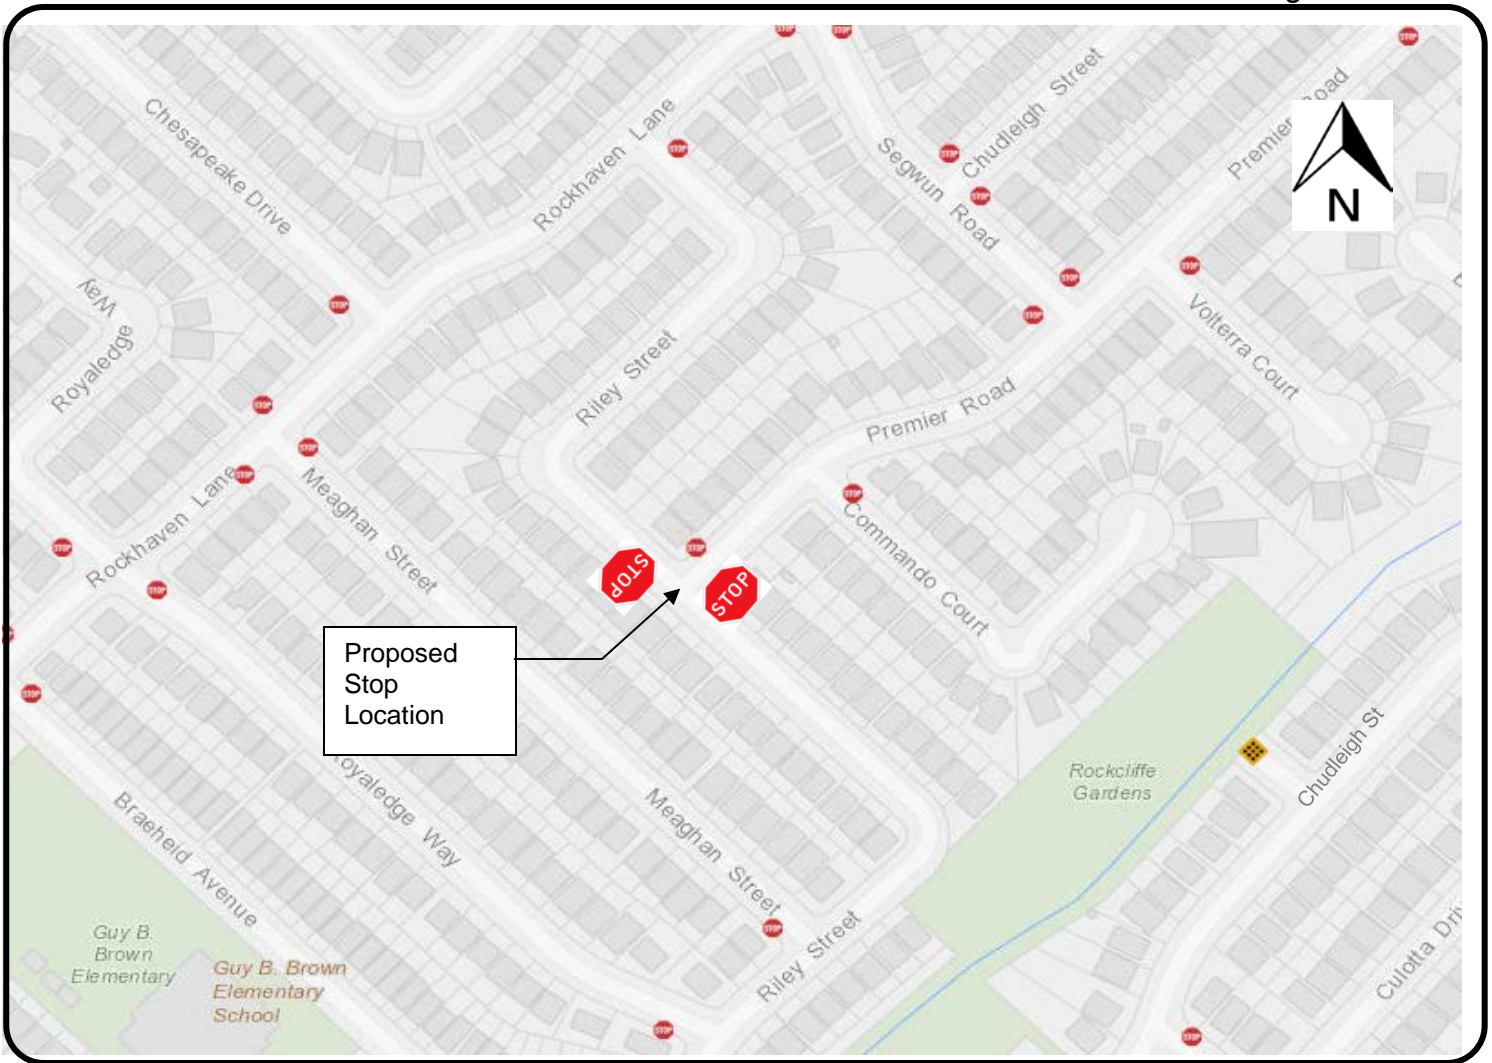 Chesapeake Drive
Rockhaven Lane
Chudleigh Street
Premier Road
N
Segwun Road
Way
Royaledge
Riley Street
Volterra Court
Premier Road
Rockhaven Lane
Meaghan Street
Commando Court
STOP
STOP
Proposed
Stop
Location
Way
Meaghan Street
Braeheid Avenue
Rockcliffe
Gardens
Chudleigh St
Riley Street
Culotta
Guy B.
Brown
Elementary
Guy B. Brown
Elementary
School